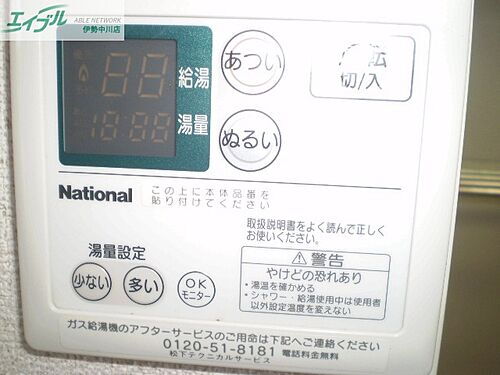 エイブル
ABLE NETWORK
伊勢中川店
88
給湯
18:88
湯量
あつい
ぬるい
運転
切/入
National
この上に本体品番を
貼り付けてください
取扱説明書をよく読んで正しく
お使いください。
湯量設定
少ない
多い
OK
モニター
⚠警告
やけどの恐れあり
・湯温を確かめる
・シャワー・給湯使用中は使用者
以外設定温度を変えない
ガス給湯機のアフターサービスのご用命は下記へご連絡ください
0120-51-8181 電話料金無料
松下テクニカルサービス